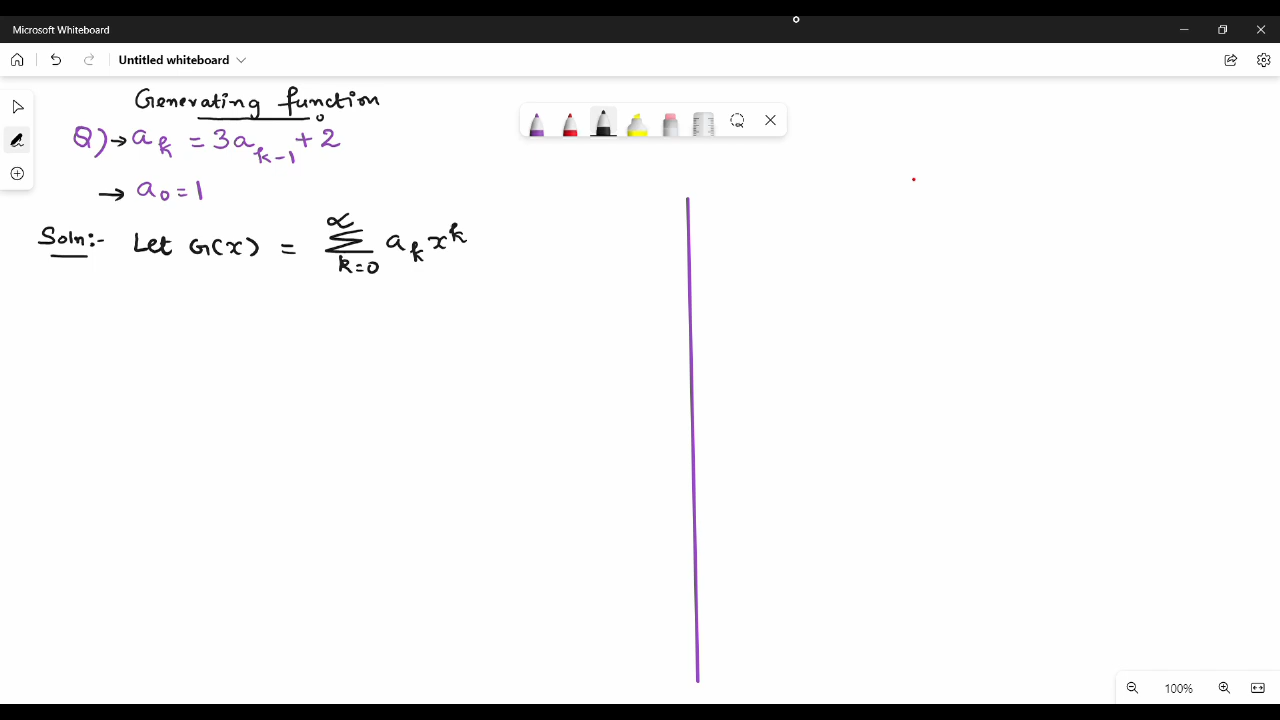 Microsoft Whiteboard
Untitled whiteboard
Generating function
Q) → a_k = 3a_{k-1} + 2
→ a_0 = 1
Soln:- Let G(x) = ∑_{k=0}^{∝} a_k x^k
100%